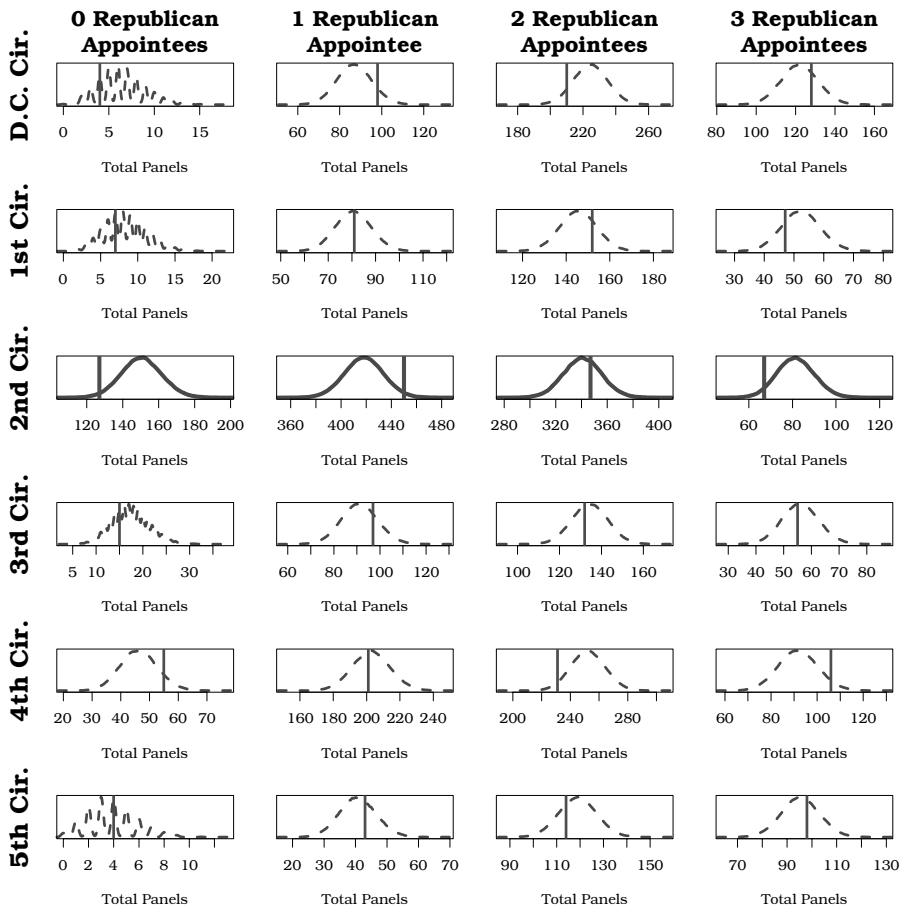 0 Republican Appointees
1 Republican Appointee
2 Republican Appointees
3 Republican Appointees
D.C. Cir.
0 5 10 15
60 80 100 120
180 220 260
80 100 120 140 160
Total Panels Total Panels Total Panels Total Panels
1st Cir.
0 5 10 15 20
50 70 90 110
120 140 160 180
30 40 50 60 70 80
Total Panels Total Panels Total Panels Total Panels
2nd Cir.
120 140 160 180 200
360 400 440 480
280 320 360 400
60 80 100 120
Total Panels Total Panels Total Panels Total Panels
3rd Cir.
5 10 20 30
60 80 100 120
100 120 140 160
30 40 50 60 70 80
Total Panels Total Panels Total Panels Total Panels
4th Cir.
20 30 40 50 60 70
160 180 200 220 240
200 240 280
60 80 100 120
Total Panels Total Panels Total Panels Total Panels
5th Cir.
0 2 4 6 8 10
20 30 40 50 60 70
90 110 130 150
70 90 110 130
Total Panels Total Panels Total Panels Total Panels